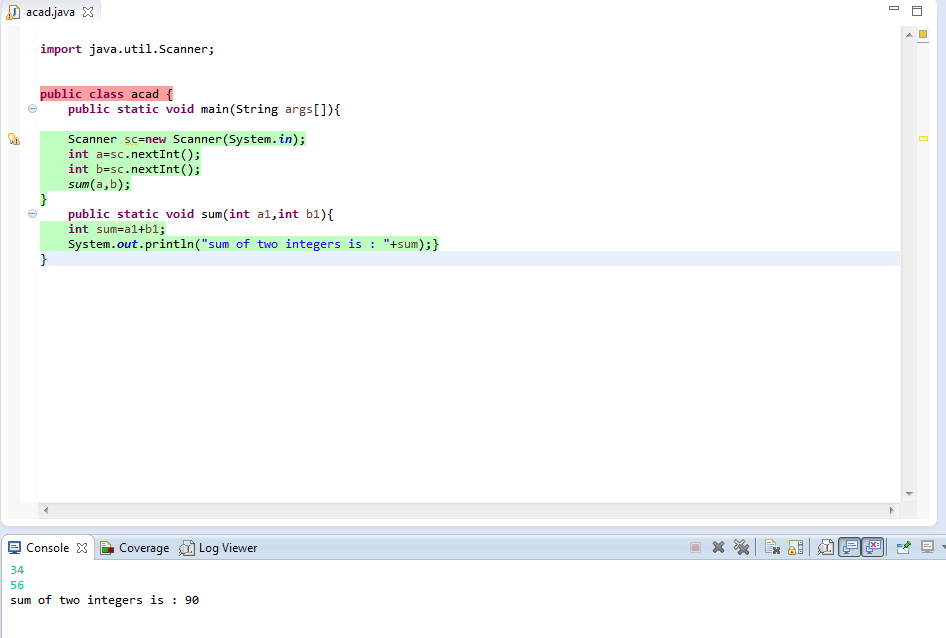 acad.java
import java.util.Scanner;
public class acad {
public static void main(String args[]){
Scanner sc=new Scanner(System.in);
int a=sc.nextInt();
int b=sc.nextInt();
sum(a,b);
}
public static void sum(int a1,int b1){
int sum=a1+b1;
System.out.println("sum of two integers is : "+sum);}
}
Console Coverage Log Viewer
34
56
sum of two integers is : 90